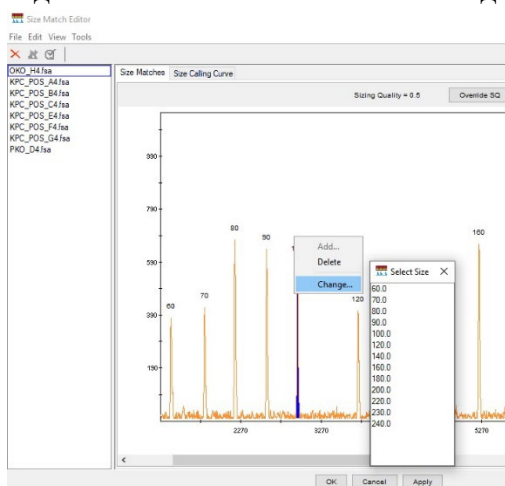 Size Match Editor
File Edit View Tools
OKO_H4.fsa
KPC_POS_A4.fsa
KPC_POS_B4.fsa
KPC_POS_C4.fsa
KPC_POS_E4.fsa
KPC_POS_F4.fsa
KPC_POS_G4.fsa
PKO_D4.fsa
Size Matches Size Calling Curve
Sizing Quality = 0.5 Override SQ
990
790
590
390
190
60
70
80
90
120
160
2270 3270 5270
Add...
Delete
Change...
Select Size
60.0
70.0
80.0
90.0
100.0
120.0
140.0
160.0
180.0
200.0
220.0
230.0
240.0
OK Cancel Apply